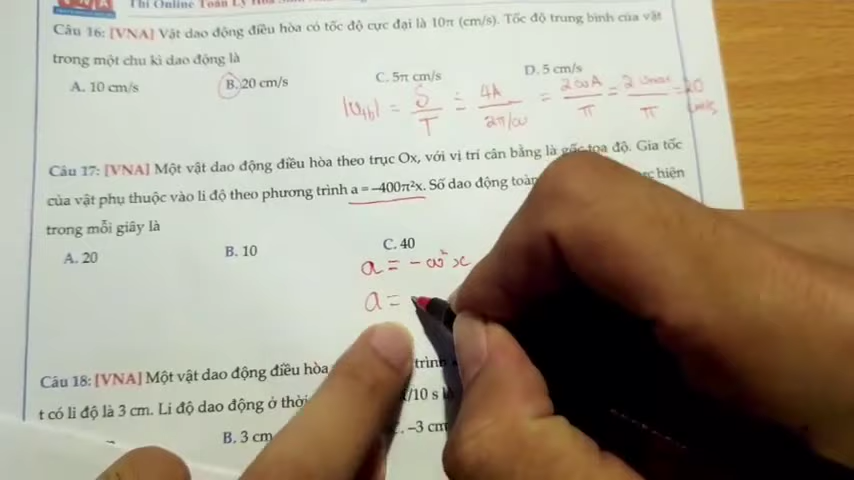 Thi Online Toán Lý
Câu 16: [VNA] Vật dao động điều hòa có tốc độ cực đại là 10π (cm/s). Tốc độ trung bình của vật
trong một chu kì dao động là
A. 10 cm/s B. 20 cm/s C. 5π cm/s D. 5 cm/s
|v_tb| = S/T = 4A/(2π/ω) = 2ωA/π = 2vmax/π = 20 cm/s
Câu 17: [VNA] Một vật dao động điều hòa theo trục Ox, với vị trí cân bằng là gốc tọa độ. Gia tốc
của vật phụ thuộc vào li độ theo phương trình a = –400π²x. Số dao động toàn hiện
trong mỗi giây là
A. 20 B. 10 C. 40
a = -ω²x
a =
Câu 18: [VNA] Một vật dao động điều hòa trình
t có li độ là 3 cm. Li độ dao động ở thời /10 s
B. 3 cm –3 cm